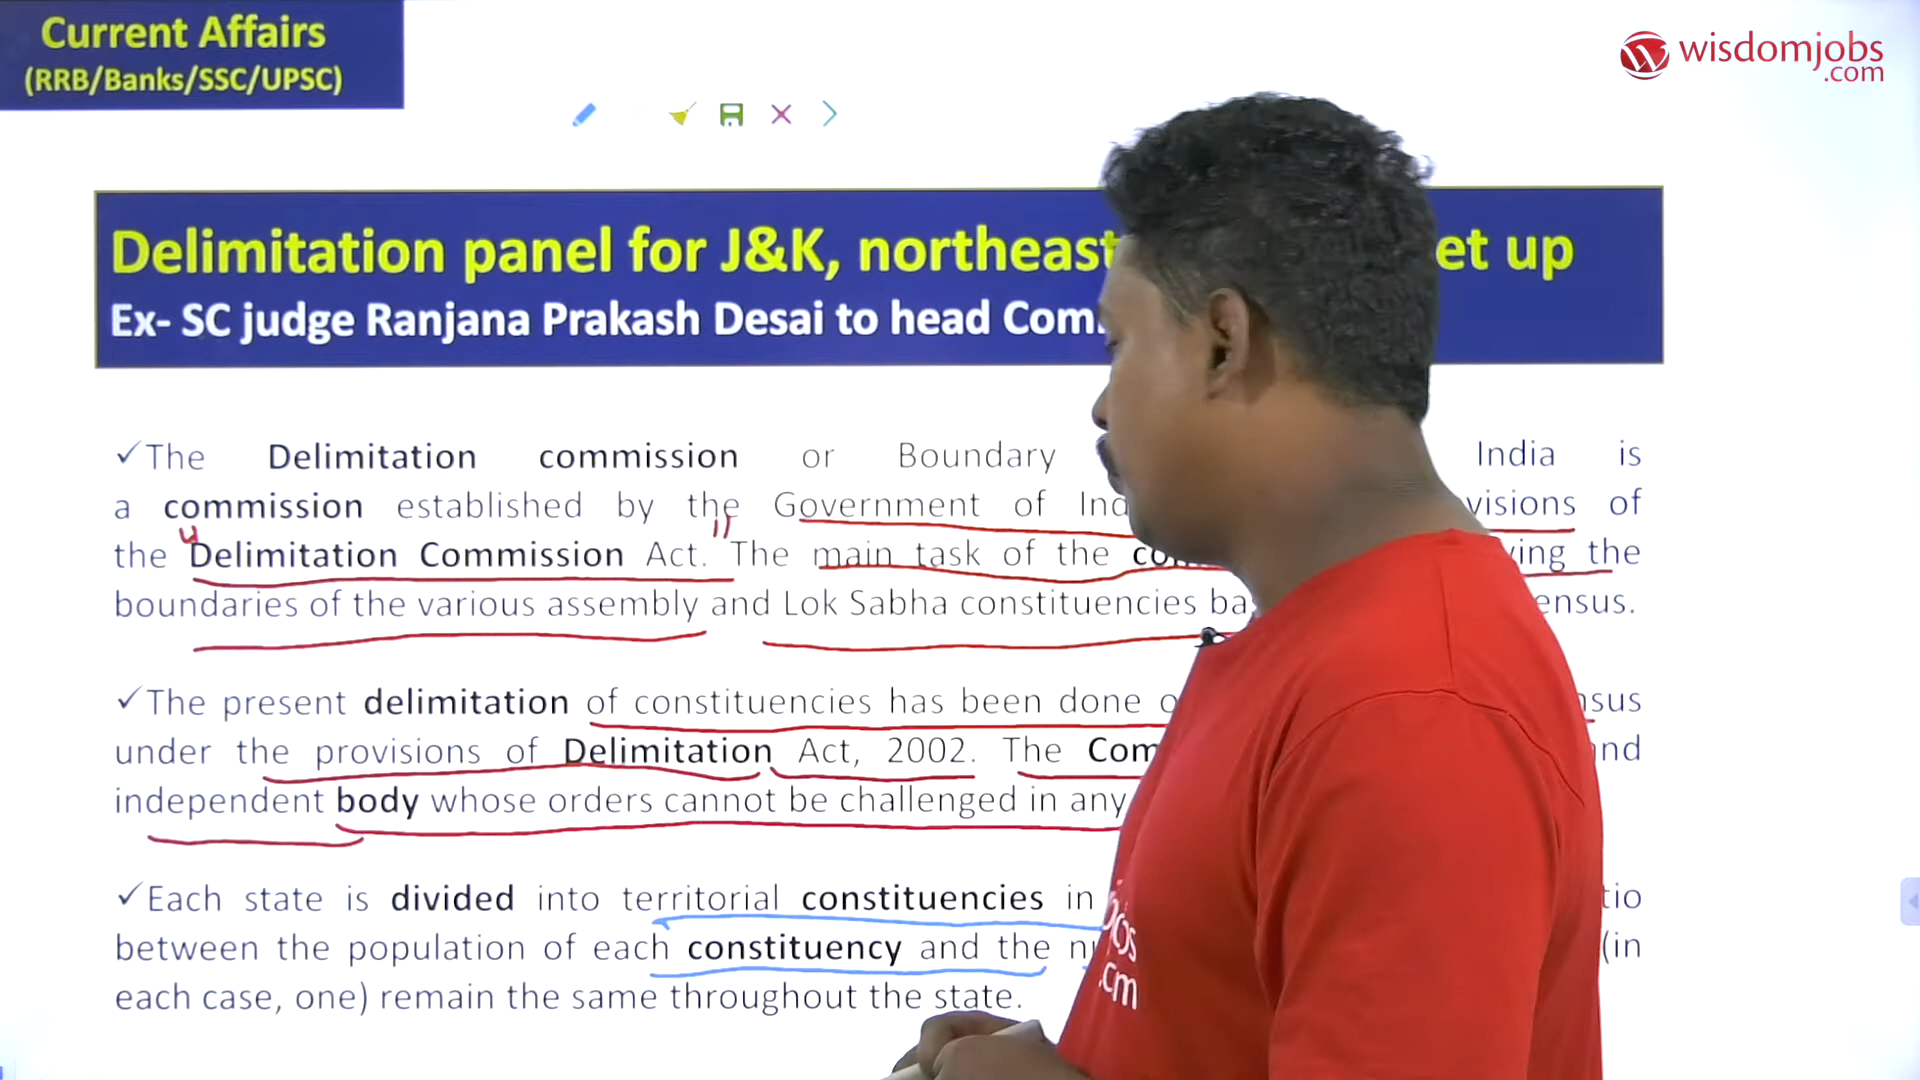 Current Affairs
(RRB/Banks/SSC/UPSC)
wisdomjobs
.com
Delimitation panel for J&K, northeast et up
Ex- SC judge Ranjana Prakash Desai to head Com
✓The Delimitation commission or Boundary India is
a commission established by the Government of Ind visions of
the Delimitation Commission Act. The main task of the co ying the
boundaries of the various assembly and Lok Sabha constituencies ba ensus.
✓The present delimitation of constituencies has been done o nsus
under the provisions of Delimitation Act, 2002. The Com nd
independent body whose orders cannot be challenged in any
✓Each state is divided into territorial constituencies in tio
between the population of each constituency and the n (in
each case, one) remain the same throughout the state.